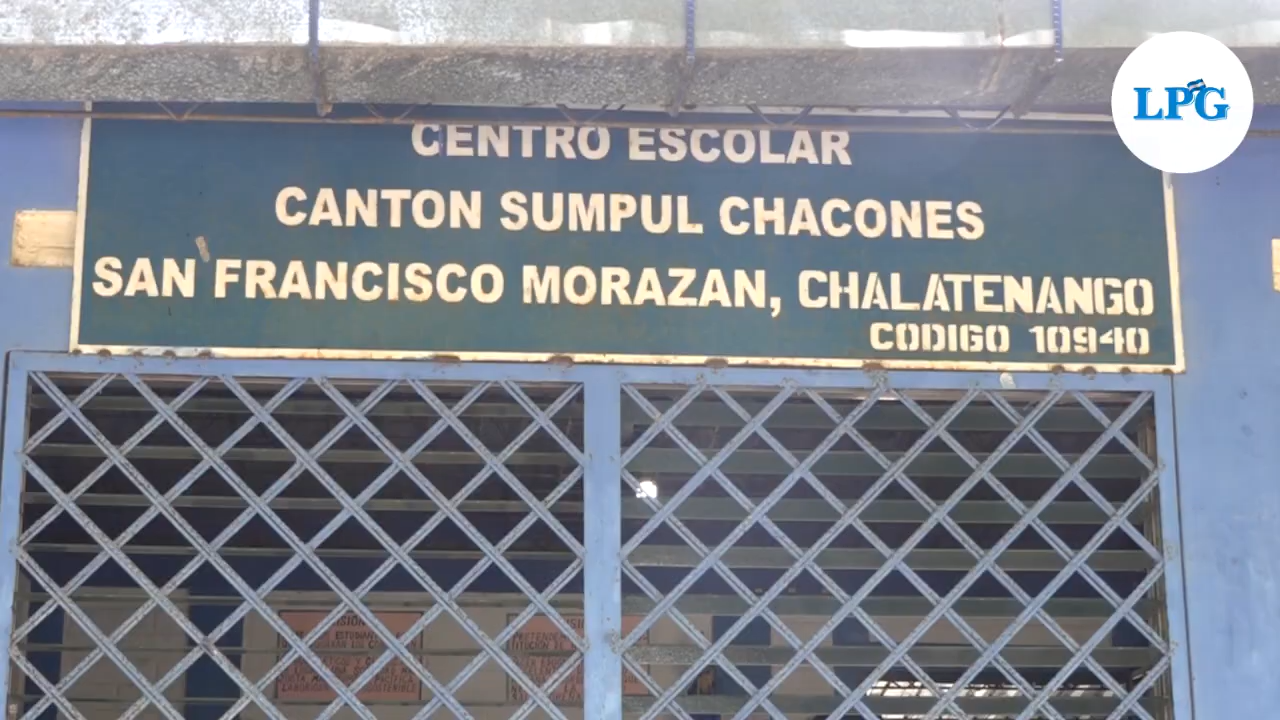 LPG
CENTRO ESCOLAR
CANTON SUMPUL CHACONES
SAN FRANCISCO MORAZAN, CHALATENANGO
CODIGO 10940